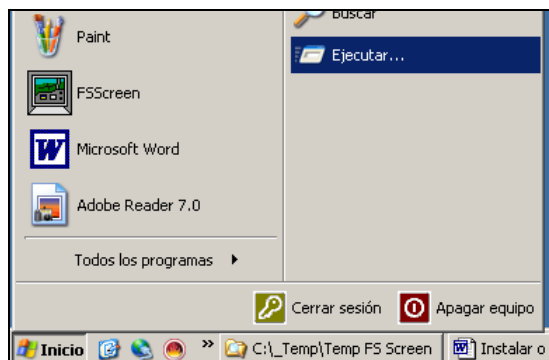 Paint
FSScreen
Microsoft Word
Adobe Reader 7.0
Todos los programas
Buscar
Ejecutar...
Cerrar sesión
Apagar equipo
Inicio
C:\_Temp\Temp FS Screen
Instalar o